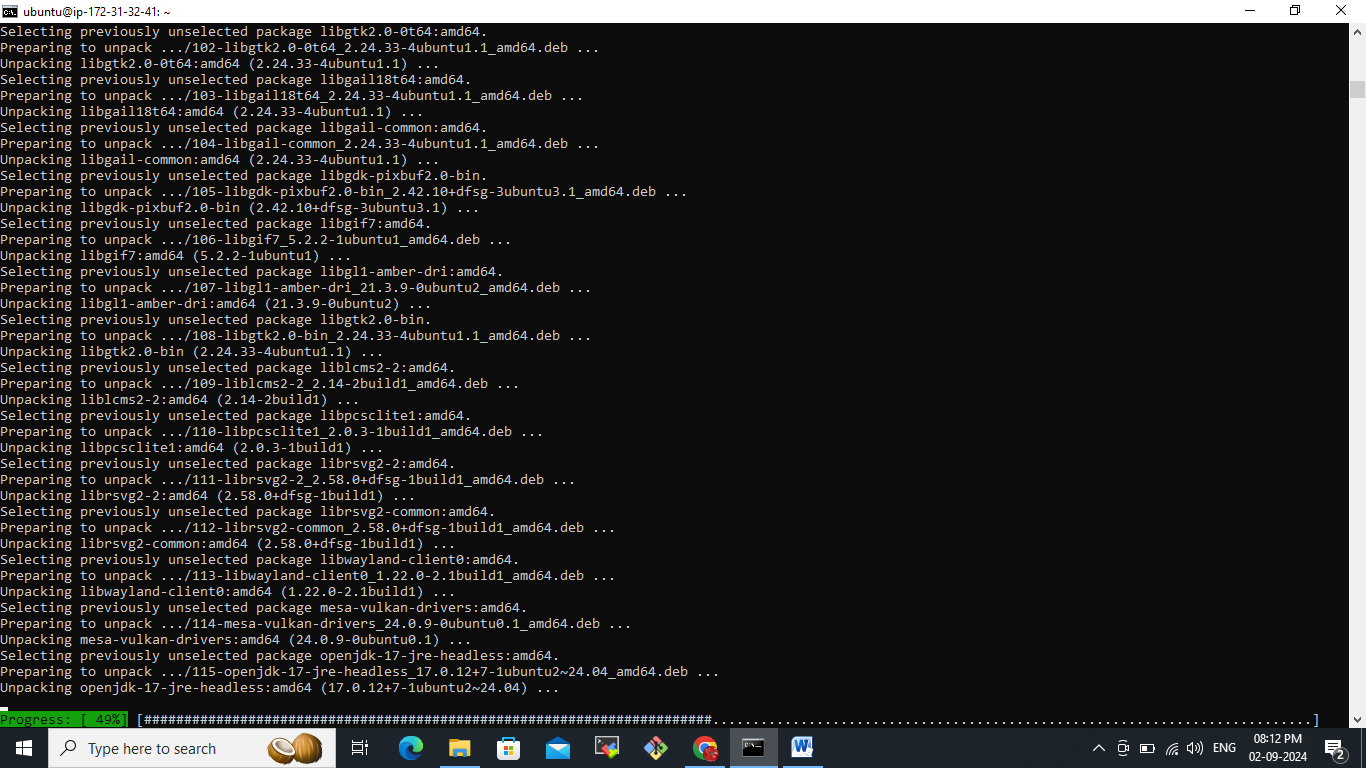 ubuntu@ip-172-31-32-41: ~
Selecting previously unselected package libgtk2.0-0t64:amd64.
Preparing to unpack .../102-libgtk2.0-0t64_2.24.33-4ubuntu1.1_amd64.deb ...
Unpacking libgtk2.0-0t64:amd64 (2.24.33-4ubuntu1.1) ...
Selecting previously unselected package libgail18t64:amd64.
Preparing to unpack .../103-libgail18t64_2.24.33-4ubuntu1.1_amd64.deb ...
Unpacking libgail18t64:amd64 (2.24.33-4ubuntu1.1) ...
Selecting previously unselected package libgail-common:amd64.
Preparing to unpack .../104-libgail-common_2.24.33-4ubuntu1.1_amd64.deb ...
Unpacking libgail-common:amd64 (2.24.33-4ubuntu1.1) ...
Selecting previously unselected package libgdk-pixbuf2.0-bin.
Preparing to unpack .../105-libgdk-pixbuf2.0-bin_2.42.10+dfsg-3ubuntu3.1_amd64.deb ...
Unpacking libgdk-pixbuf2.0-bin (2.42.10+dfsg-3ubuntu3.1) ...
Selecting previously unselected package libgif7:amd64.
Preparing to unpack .../106-libgif7_5.2.2-1ubuntu1_amd64.deb ...
Unpacking libgif7:amd64 (5.2.2-1ubuntu1) ...
Selecting previously unselected package libgl1-amber-dri:amd64.
Preparing to unpack .../107-libgl1-amber-dri_21.3.9-0ubuntu2_amd64.deb ...
Unpacking libgl1-amber-dri:amd64 (21.3.9-0ubuntu2) ...
Selecting previously unselected package libgtk2.0-bin.
Preparing to unpack .../108-libgtk2.0-bin_2.24.33-4ubuntu1.1_amd64.deb ...
Unpacking libgtk2.0-bin (2.24.33-4ubuntu1.1) ...
Selecting previously unselected package liblcms2-2:amd64.
Preparing to unpack .../109-liblcms2-2_2.14-2build1_amd64.deb ...
Unpacking liblcms2-2:amd64 (2.14-2build1) ...
Selecting previously unselected package libpcsclite1:amd64.
Preparing to unpack .../110-libpcsclite1_2.0.3-1build1_amd64.deb ...
Unpacking libpcsclite1:amd64 (2.0.3-1build1) ...
Selecting previously unselected package librsvg2-2:amd64.
Preparing to unpack .../111-librsvg2-2_2.58.0+dfsg-1build1_amd64.deb ...
Unpacking librsvg2-2:amd64 (2.58.0+dfsg-1build1) ...
Selecting previously unselected package librsvg2-common:amd64.
Preparing to unpack .../112-librsvg2-common_2.58.0+dfsg-1build1_amd64.deb ...
Unpacking librsvg2-common:amd64 (2.58.0+dfsg-1build1) ...
Selecting previously unselected package libwayland-client0:amd64.
Preparing to unpack .../113-libwayland-client0_1.22.0-2.1build1_amd64.deb ...
Unpacking libwayland-client0:amd64 (1.22.0-2.1build1) ...
Selecting previously unselected package mesa-vulkan-drivers:amd64.
Preparing to unpack .../114-mesa-vulkan-drivers_24.0.9-0ubuntu0.1_amd64.deb ...
Unpacking mesa-vulkan-drivers:amd64 (24.0.9-0ubuntu0.1) ...
Selecting previously unselected package openjdk-17-jre-headless:amd64.
Preparing to unpack .../115-openjdk-17-jre-headless_17.0.12+7-1ubuntu2~24.04_amd64.deb ...
Unpacking openjdk-17-jre-headless:amd64 (17.0.12+7-1ubuntu2~24.04) ...
Progress: [ 49%] [#######################################################################...........................................................................]
Type here to search
ENG
08:12 PM
02-09-2024
2